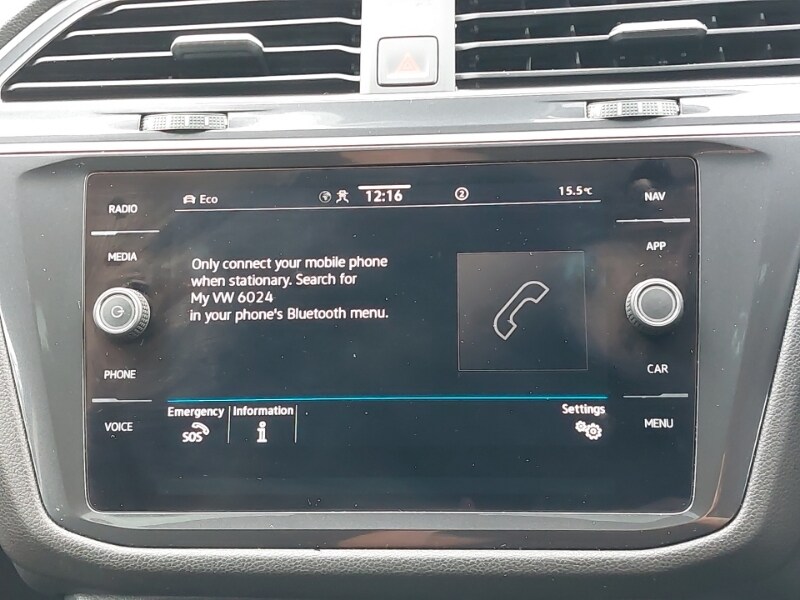 RADIO
Eco
12:16
2
15.5°C
NAV
MEDIA
APP
Only connect your mobile phone
when stationary. Search for
My VW 6024
in your phone's Bluetooth menu.
PHONE
CAR
VOICE
Emergency
Information
Settings
SOS
i
MENU